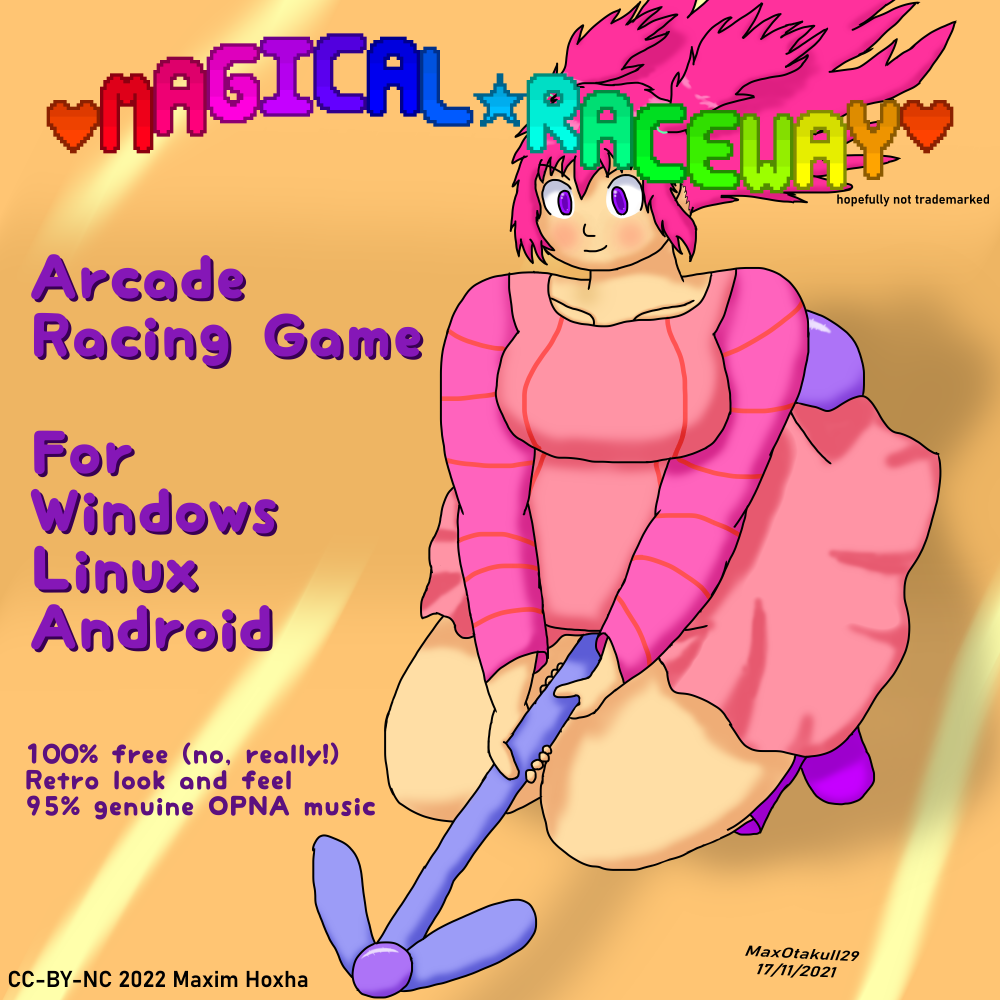 MAGICAL★RACEWAY
hopefully not trademarked
Arcade
Racing Game
For
Windows
Linux
Android
100% free (no, really!)
Retro look and feel
95% genuine OPNA music
MaxOtakull29
17/11/2021
CC-BY-NC 2022 Maxim Hoxha